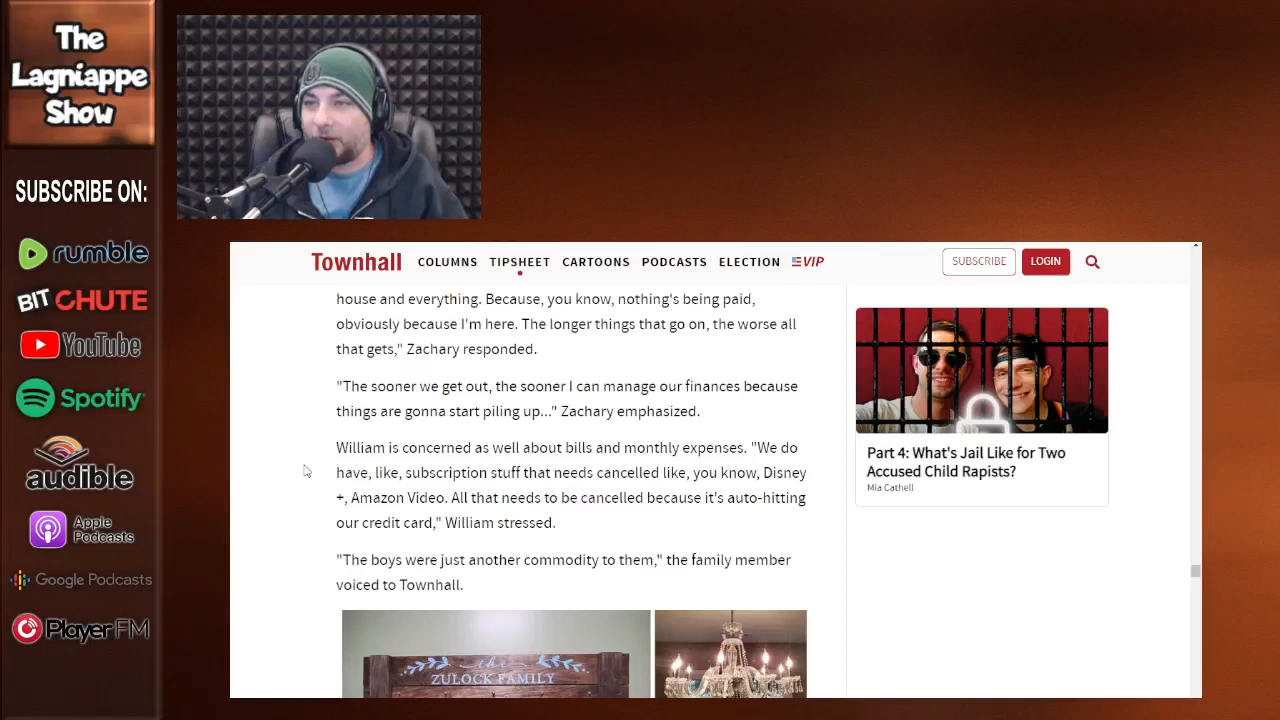 The
Lagniappe
Show
SUBSCRIBE ON:
rumble
BIT CHUTE
YouTube
Spotify
audible
Apple
Podcasts
Google Podcasts
Player FM
Townhall COLUMNS TIPSHEET CARTOONS PODCASTS ELECTION VIP SUBSCRIBE LOGIN
house and everything. Because, you know, nothing's being paid,
obviously because I'm here. The longer things that go on, the worse all
that gets," Zachary responded.
"The sooner we get out, the sooner I can manage our finances because
things are gonna start piling up..." Zachary emphasized.
William is concerned as well about bills and monthly expenses. "We do
have, like, subscription stuff that needs cancelled like, you know, Disney
+, Amazon Video. All that needs to be cancelled because it's auto-hitting
our credit card," William stressed.
"The boys were just another commodity to them," the family member
voiced to Townhall.
the
ZULOCK FAMILY
Part 4: What's Jail Like for Two
Accused Child Rapists?
Mia Cathell